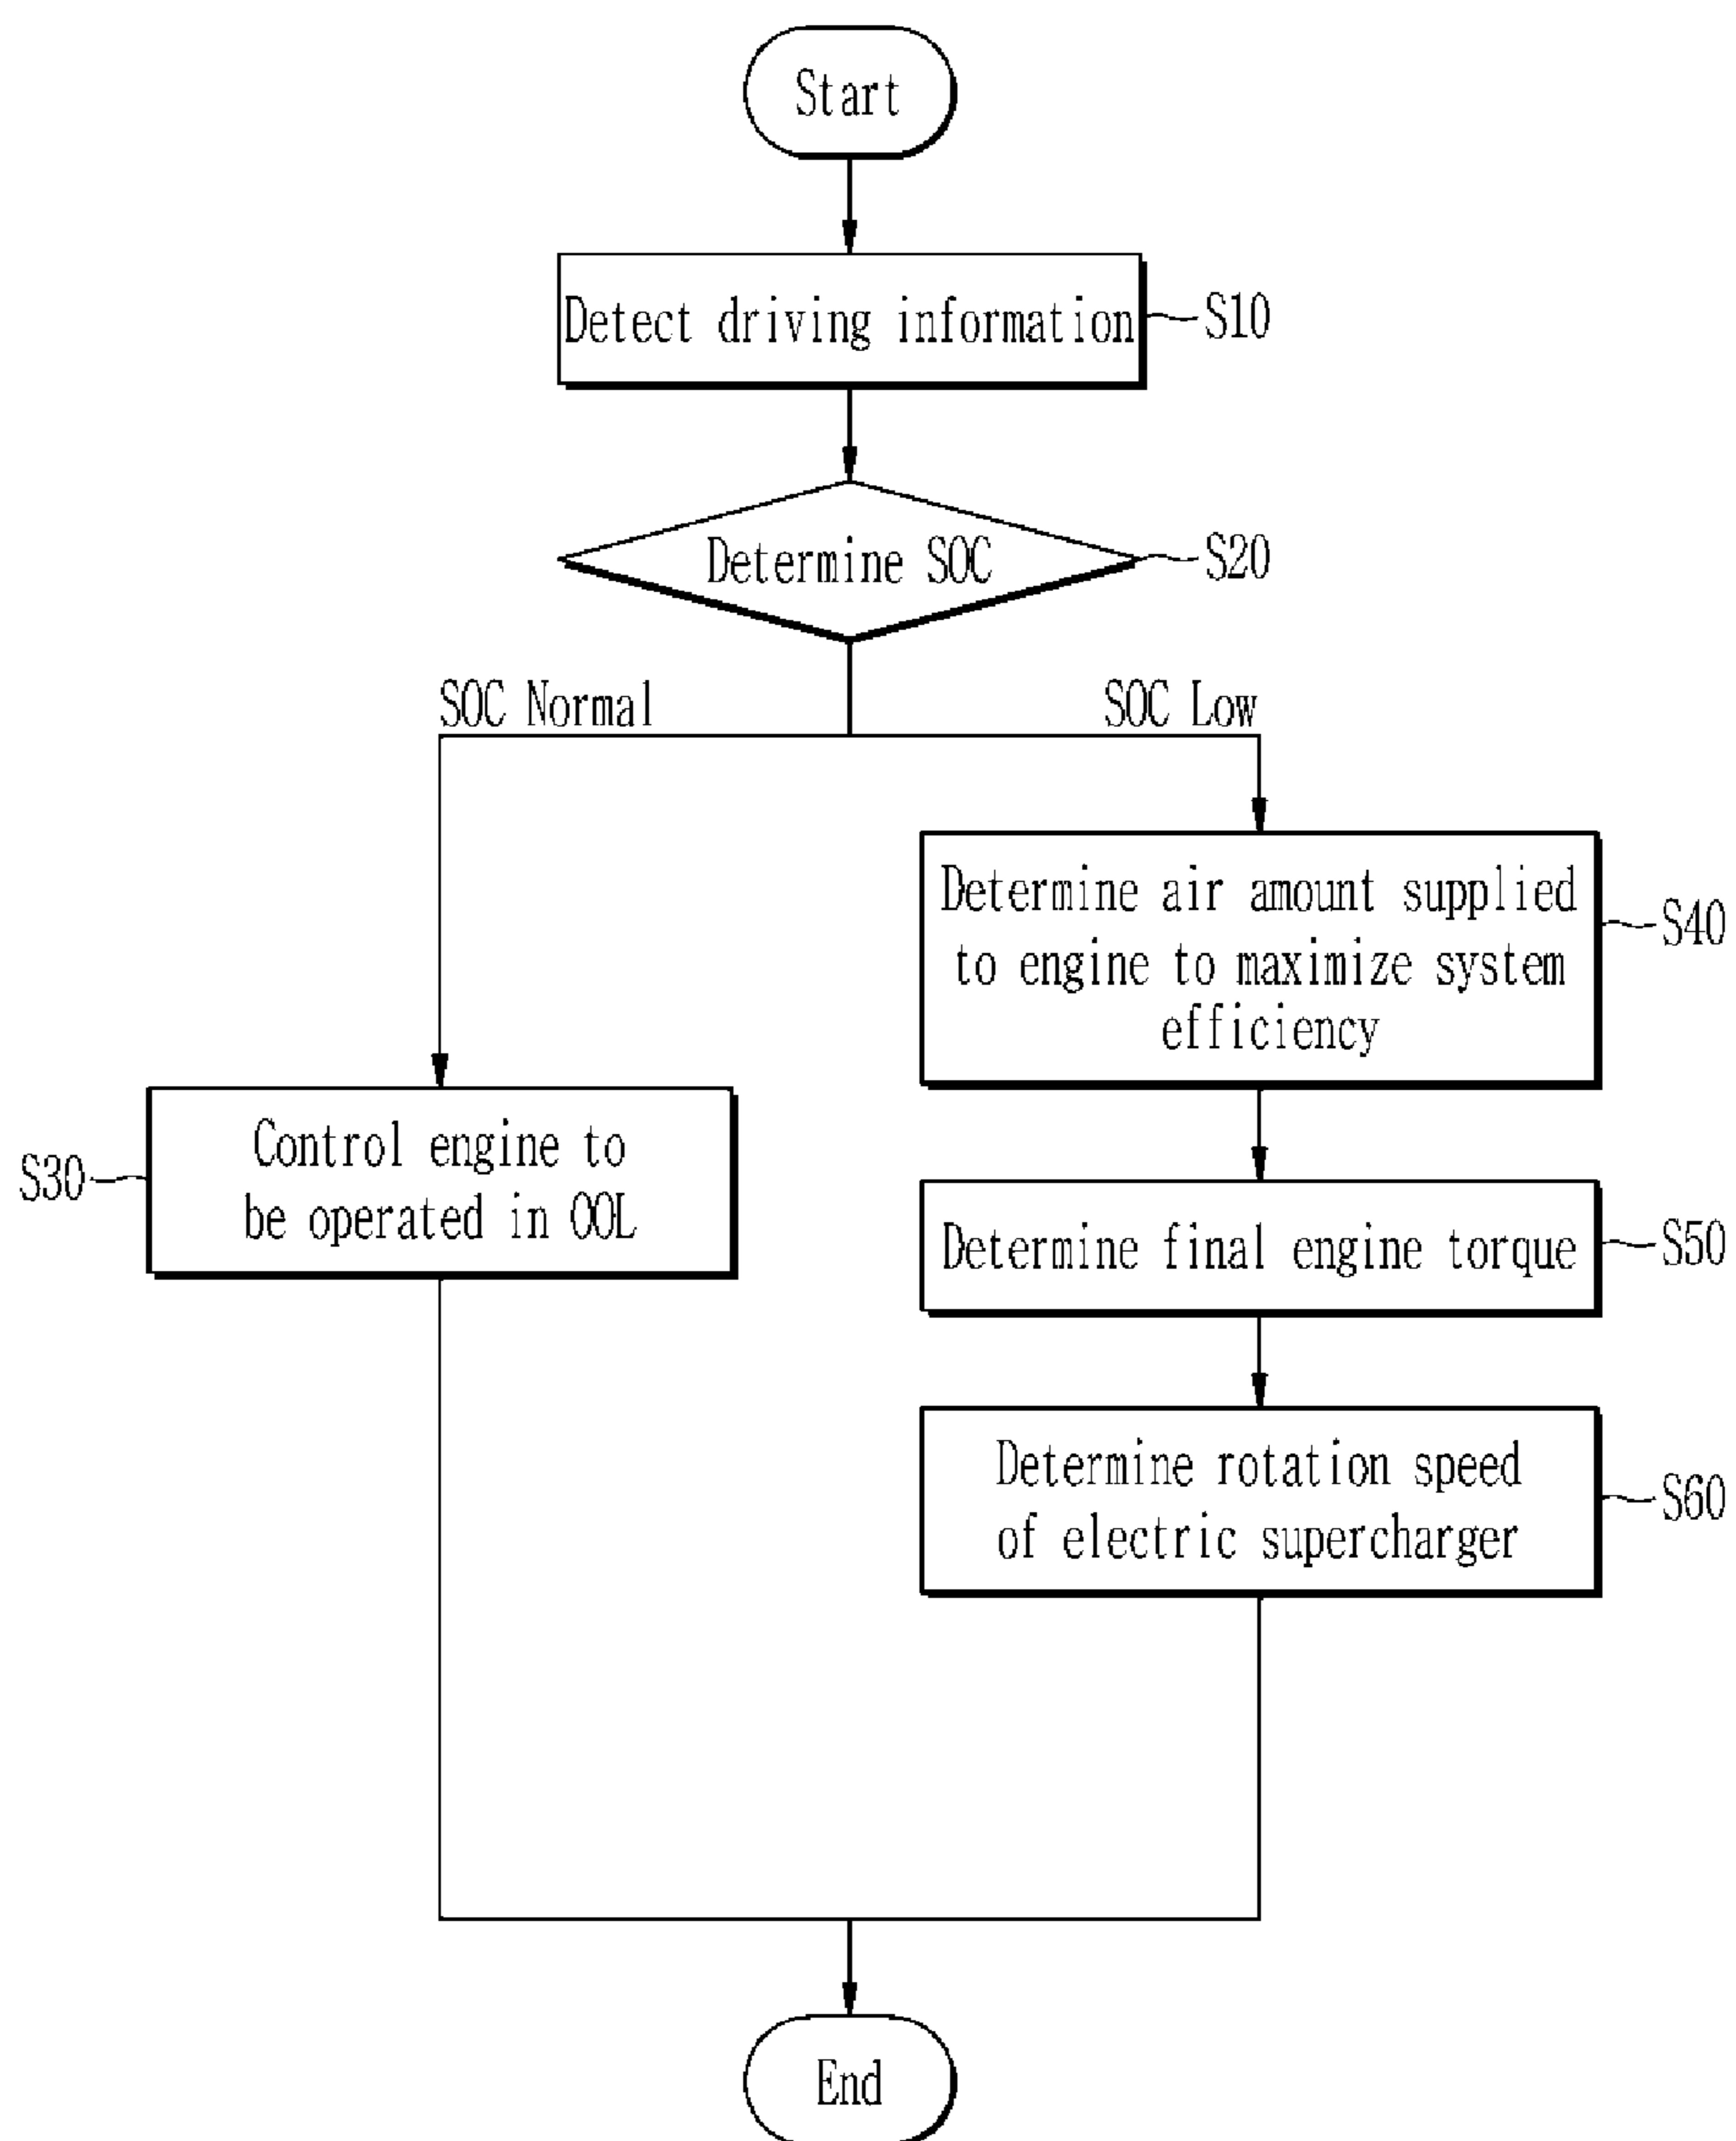 Start
Detect driving information
S10
Determine SOC
S20
SOC Normal
SOC Low
Determine air amount supplied
to engine to maximize system
efficiency
S40
Control engine to
be operated in OOL
S30
Determine final engine torque
S50
Determine rotation speed
of electric supercharger
S60
End